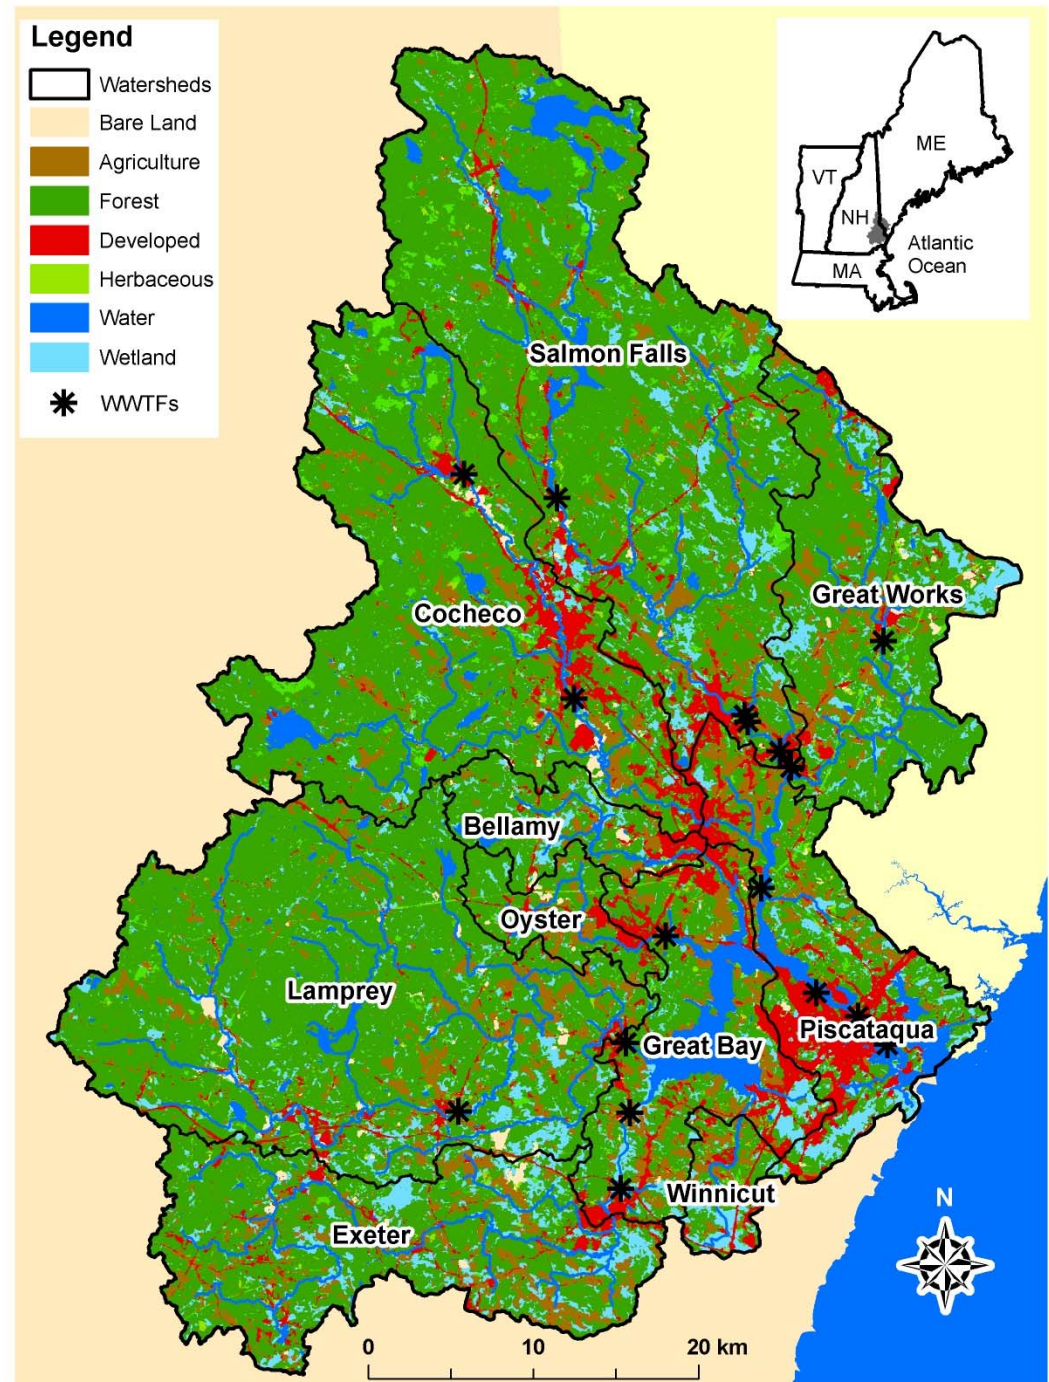 Legend
Watersheds
Bare Land
Agriculture
Forest
Developed
Herbaceous
Water
Wetland
WWTFs
ME
VT
NH
MA
Atlantic
Ocean
Salmon Falls
Great Works
Cocheco
Bellamy
Oyster
Lamprey
Piscataqua
Great Bay
Winnicut
Exeter
N
0 10 20 km